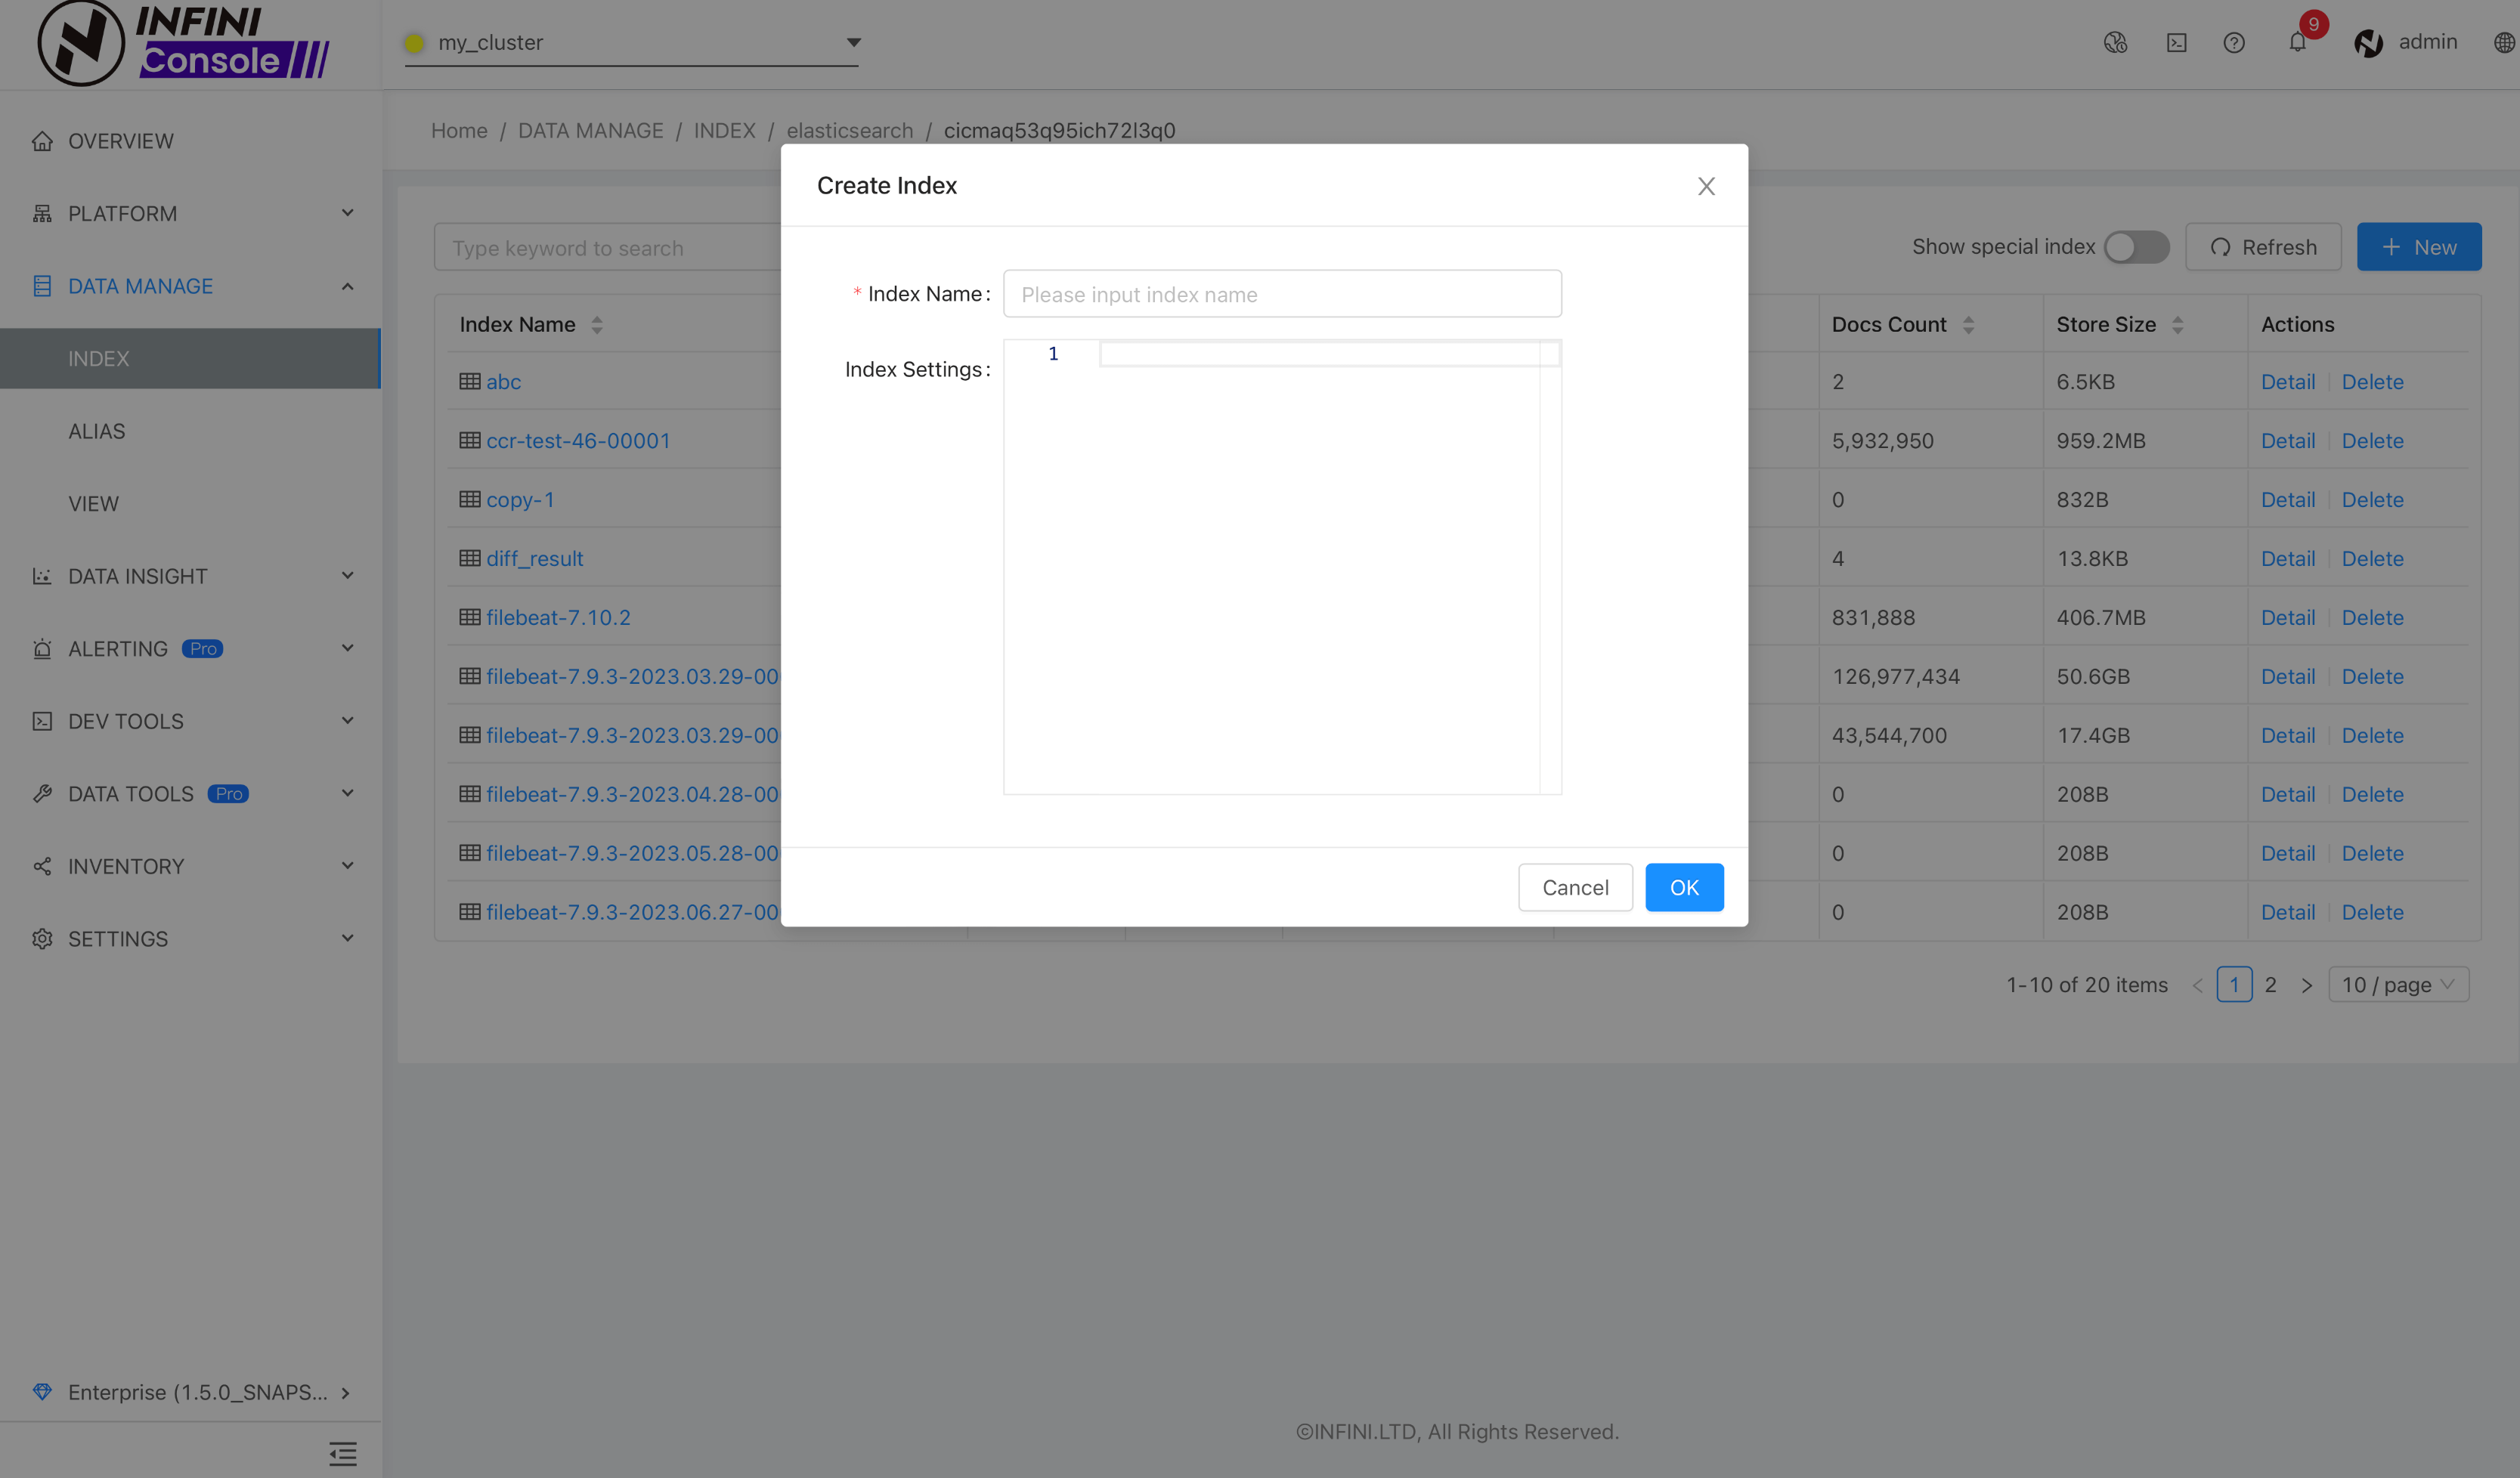 INFINI
Console
my_cluster
9
admin
OVERVIEW
PLATFORM
DATA MANAGE
INDEX
ALIAS
VIEW
DATA INSIGHT
ALERTING Pro
DEV TOOLS
DATA TOOLS Pro
INVENTORY
SETTINGS
Enterprise (1.5.0_SNAPS...
Home / DATA MANAGE / INDEX / elasticsearch / cicmaq53q95ich72l3q0
Type keyword to search
Show special index
Refresh
New
Index Name Docs Count Store Size Actions
abc 2 6.5KB Detail Delete
ccr-test-46-00001 5,932,950 959.2MB Detail Delete
copy-1 0 832B Detail Delete
diff_result 4 13.8KB Detail Delete
filebeat-7.10.2 831,888 406.7MB Detail Delete
filebeat-7.9.3-2023.03.29-00 126,977,434 50.6GB Detail Delete
filebeat-7.9.3-2023.03.29-00 43,544,700 17.4GB Detail Delete
filebeat-7.9.3-2023.04.28-00 0 208B Detail Delete
filebeat-7.9.3-2023.05.28-00 0 208B Detail Delete
filebeat-7.9.3-2023.06.27-00 0 208B Detail Delete
1-10 of 20 items < 1 2 > 10 / page
Create Index
* Index Name: Please input index name
Index Settings: 1
Cancel OK
©INFINI.LTD, All Rights Reserved.